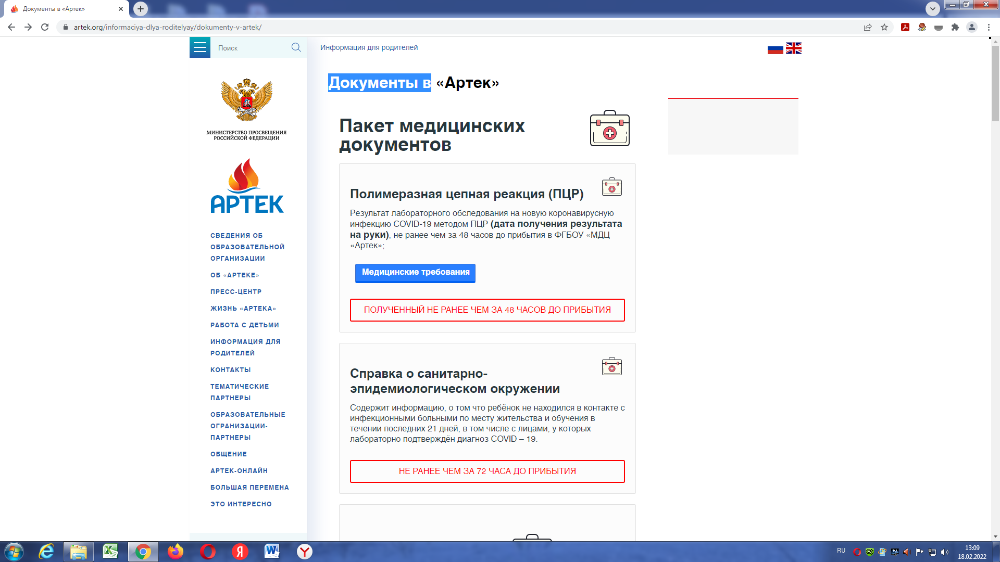 Документы в «Артек»
artek.org/informaciya-dlya-roditelyay/dokumenty-v-artek/
Поиск
Информация для родителей
МИНИСТЕРСТВО ПРОСВЕЩЕНИЯ
РОССИЙСКОЙ ФЕДЕРАЦИИ
АРТЕК
СВЕДЕНИЯ ОБ
ОБРАЗОВАТЕЛЬНОЙ
ОРГАНИЗАЦИИ
ОБ «АРТЕКЕ»
ПРЕСС-ЦЕНТР
ЖИЗНЬ «АРТЕКА»
РАБОТА С ДЕТЬМИ
ИНФОРМАЦИЯ ДЛЯ
РОДИТЕЛЕЙ
КОНТАКТЫ
ТЕМАТИЧЕСКИЕ
ПАРТНЕРЫ
ОБРАЗОВАТЕЛЬНЫЕ
ОГРАНИЗАЦИИ-
ПАРТНЕРЫ
ОБЩЕНИЕ
АРТЕК-ОНЛАЙН
БОЛЬШАЯ ПЕРЕМЕНА
ЭТО ИНТЕРЕСНО
Документы в «Артек»
Пакет медицинских
документов
Полимеразная цепная реакция (ПЦР)
Результат лабораторного обследования на новую коронавирусную
инфекцию COVID-19 методом ПЦР (дата получения результата
на руки), не ранее чем за 48 часов до прибытия в ФГБОУ «МДЦ
«Артек»;
Медицинские требования
ПОЛУЧЕННЫЙ НЕ РАНЕЕ ЧЕМ ЗА 48 ЧАСОВ ДО ПРИБЫТИЯ
Справка о санитарно-
эпидемиологическом окружении
Содержит информацию, о том что ребёнок не находился в контакте с
инфекционными больными по месту жительства и обучения в
течении последних 21 дней, в том числе с лицами, у которых
лабораторно подтверждён диагноз COVID – 19.
НЕ РАНЕЕ ЧЕМ ЗА 72 ЧАСА ДО ПРИБЫТИЯ
RU
13:09
18.02.2022